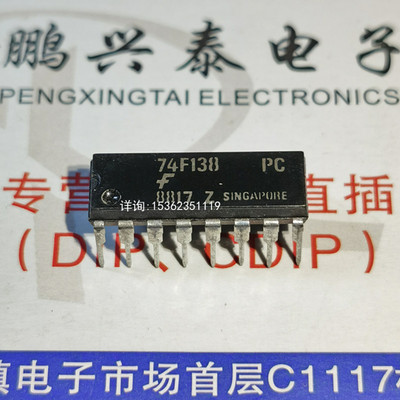 鹏兴泰电子
PENGXINGTAI ELECTRONICS
74F138 PC
F 8817 Z SINGAPORE
详询:15362351119
专营 直插
(DIP、CDIP)
镇电子市场首层C1117